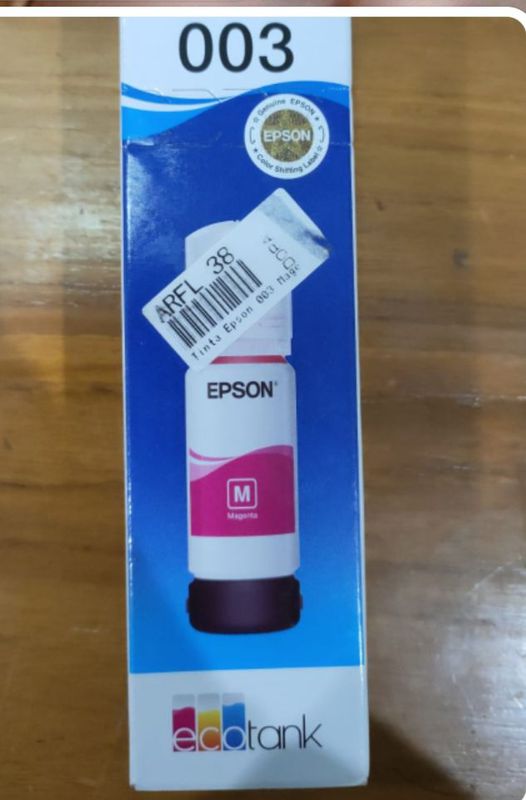 003
☆ Genuine EPSON ☆
EPSON
★ Color Shifting Label ☆
ARFL 38
Tinta Epson 003 Mage
EPSON
M
Magenta
ecotank